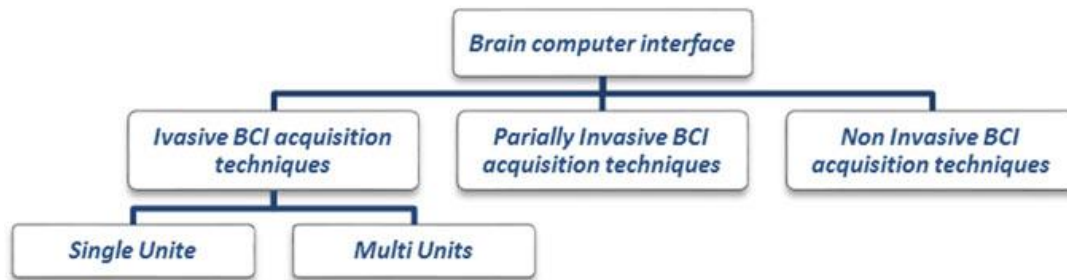 Brain computer interface
Ivasive BCI acquisition
techniques
Parially Invasive BCI
acquisition techniques
Non Invasive BCI
acquisition techniques
Single Unite
Multi Units